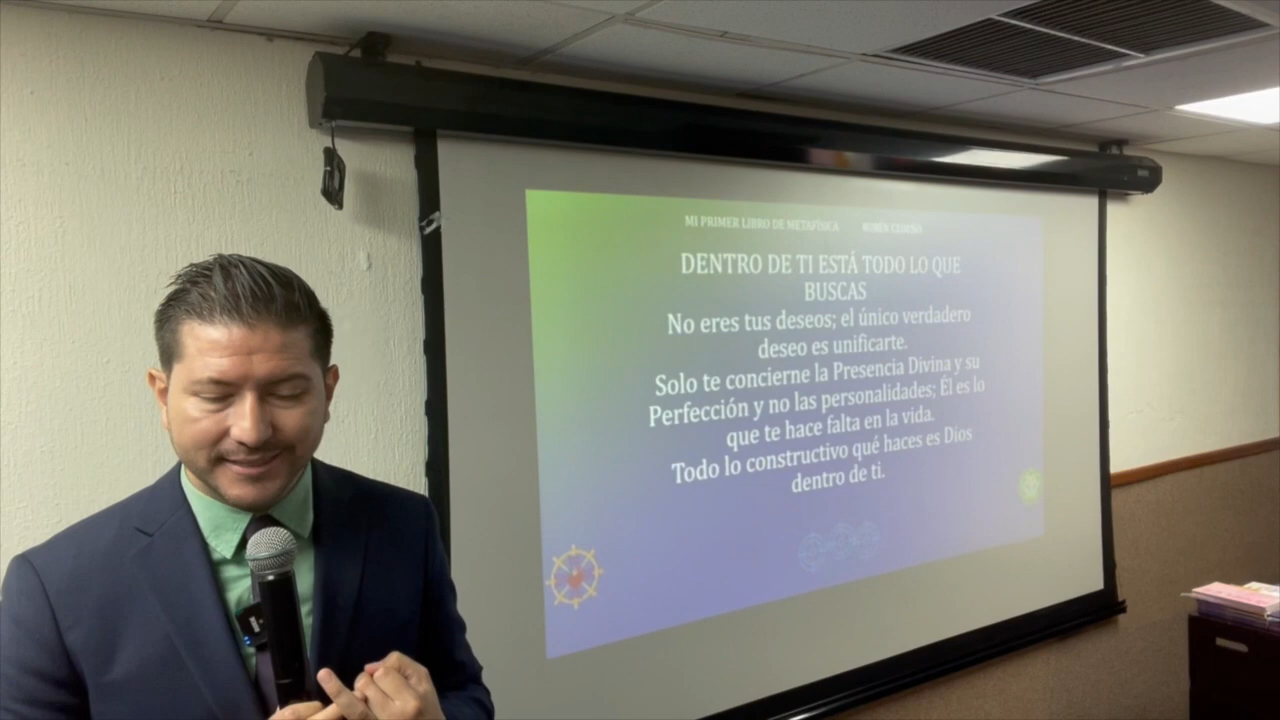 MI PRIMER LIBRO DE METAFÍSICA RUBÉN CEDEÑO
DENTRO DE TI ESTÁ TODO LO QUE
BUSCAS
No eres tus deseos; el único verdadero
deseo es unificarte.
Solo te concierne la Presencia Divina y su
Perfección y no las personalidades; Él es lo
que te hace falta en la vida.
Todo lo constructivo qué haces es Dios
dentro de ti.